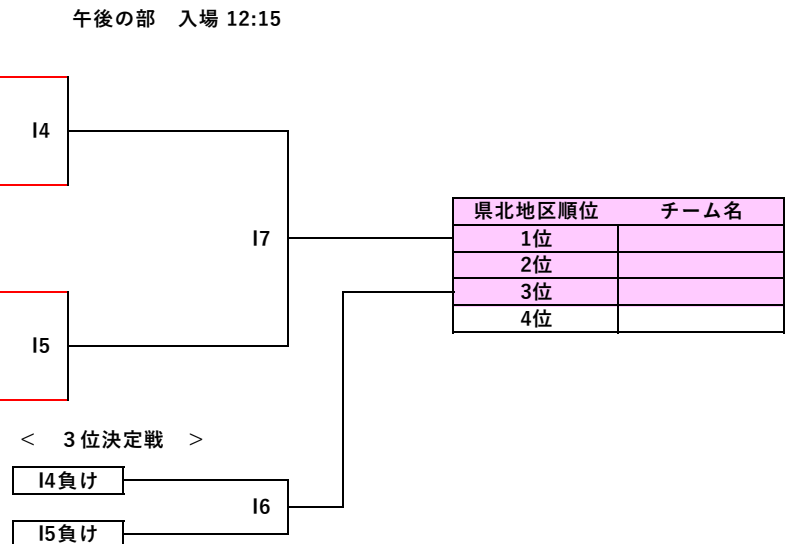 午後の部　入場 12:15
I4
I7
県北地区順位　チーム名
1位
2位
3位
4位
I5
＜　３位決定戦　＞
I4負け
I6
I5負け